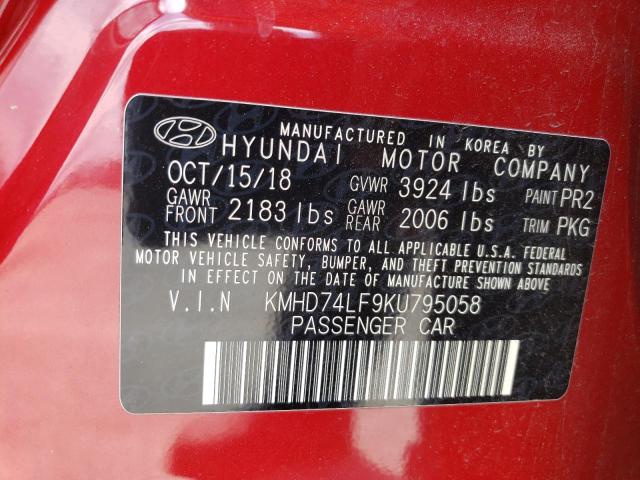 MANUFACTURED IN KOREA BY
HYUNDAI MOTOR COMPANY
OCT/15/18 GVWR 3924 lbs PAINT PR2
GAWR FRONT 2183 lbs GAWR REAR 2006 lbs TRIM PKG
THIS VEHICLE CONFORMS TO ALL APPLICABLE U.S.A. FEDERAL
MOTOR VEHICLE SAFETY, BUMPER, AND THEFT PREVENTION STANDARDS
IN EFFECT ON THE DATE OF MANUFACTURE SHOWN ABOVE
V.I.N KMHD74LF9KU795058
PASSENGER CAR